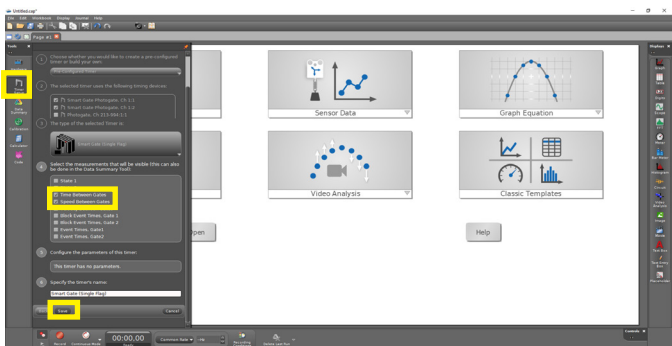 Untitled.cap*
File Edit Workbook Display Journal Help
Page #1
Tools
Timer
Data Summary
Calibration
Calculator
Code
1 Choose whether you would like to create a pre-configured timer or build your own:
Pre-Configured Timer
2 The selected timer uses the following timing devices:
Smart Gate Photogate, Ch 1:1
Smart Gate Photogate, Ch 1:1
3 The type of the selected timer is:
Smart Gate (Single Flag)
4 Select the measurements that will be visible (this can also be done in the Data Summary Tool):
State 1
Time Between Gates
Speed Between Gates
Block Event Times, Gate 1
Block Event Times, Gate 2
Event Times, Gate1
Event Times, Gate2
5 Configure the parameters of this timer:
This timer has no parameters.
6 Specify the timer's name:
Smart Gate (Single Flag)
Save
Cancel
Sensor Data
Graph Equation
Video Analysis
Classic Templates
Open
Help
Displays
Graph
Table
Digits
Scope
FFT
Meter
Bar Meter
Histogram
Video Analysis
Image
Movie
Text Box
Text Entry Box
Placeholder
Controls
Record
Continuous Mode
00:00.00
Ready
Common Rate
Recording Conditions
Delete Last Run